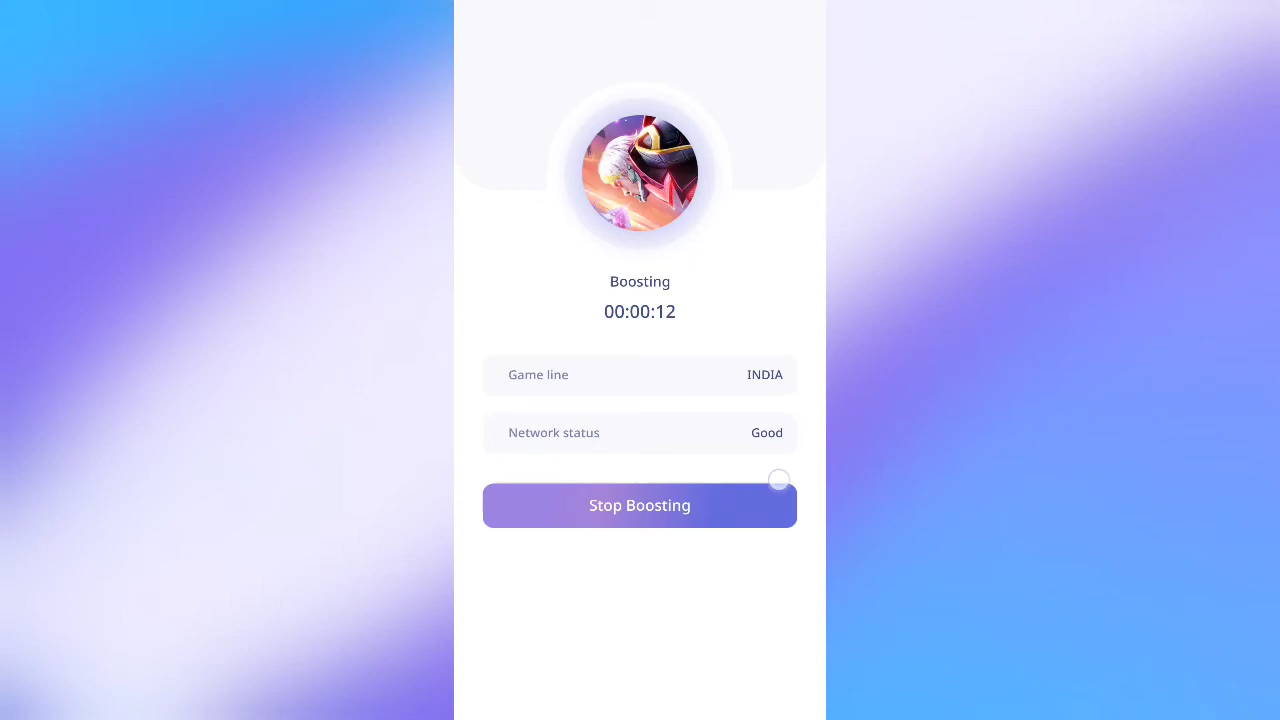 Boosting
00:00:12
Game line INDIA
Network status Good
Stop Boosting